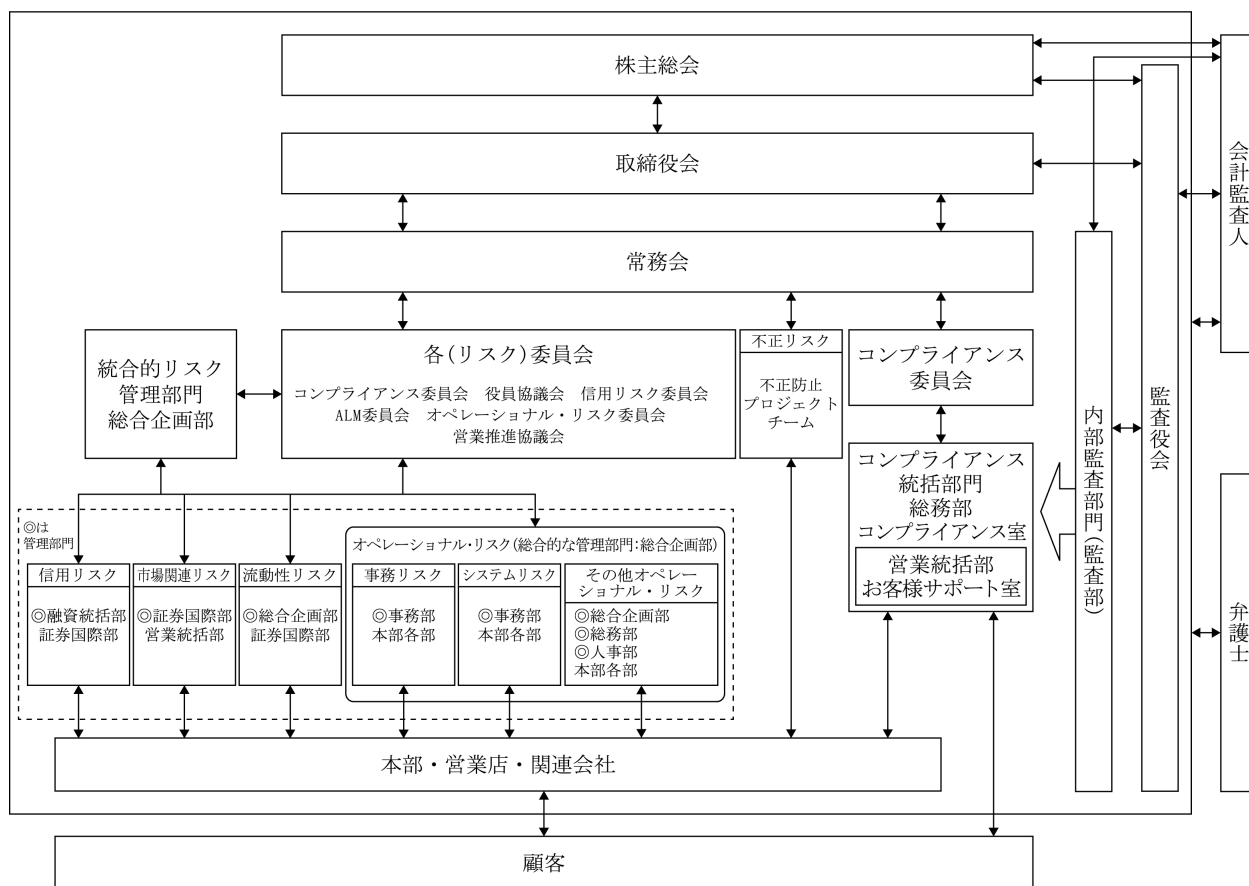 株主総会
取締役会
常務会
統合的リスク
管理部門
総合企画部
各(リスク)委員会
コンプライアンス委員会 役員協議会 信用リスク委員会
ALM委員会 オペレーショナル・リスク委員会
営業推進協議会
不正リスク
不正防止
プロジェクト
チーム
コンプライアンス
委員会
コンプライアンス
統括部門
総務部
コンプライアンス室
営業統括部
お客様サポート室
内部監査部門(監査部)
監査役会
会計監査人
弁護士
◎は
管理部門
オペレーショナル・リスク(総合的な管理部門:総合企画部)
信用リスク
◎融資統括部
証券国際部
市場関連リスク
◎証券国際部
営業統括部
流動性リスク
◎総合企画部
証券国際部
事務リスク
◎事務部
本部各部
システムリスク
◎事務部
本部各部
その他オペレー
ショナル・リスク
◎総合企画部
◎総務部
◎人事部
本部各部
本部・営業店・関連会社
顧客